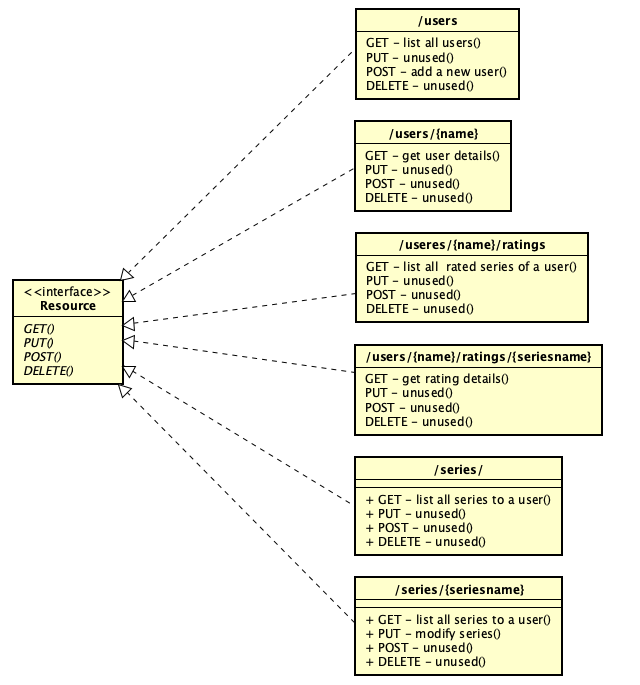 /users
GET - list all users()
PUT - unused()
POST - add a new user()
DELETE - unused()
/users/{name}
GET - get user details()
PUT - unused()
POST - unused()
DELETE - unused()
/useres/{name}/ratings
GET - list all  rated series of a user()
PUT - unused()
POST - unused()
DELETE - unused()
<<interface>>
Resource
GET()
PUT()
POST()
DELETE()
/users/{name}/ratings/{seriesname}
GET - get rating details()
PUT - unused()
POST - unused()
DELETE - unused()
/series/
+ GET - list all series to a user()
+ PUT - unused()
+ POST - unused()
+ DELETE - unused()
/series/{seriesname}
+ GET - list all series to a user()
+ PUT - modify series()
+ POST - unused()
+ DELETE - unused()